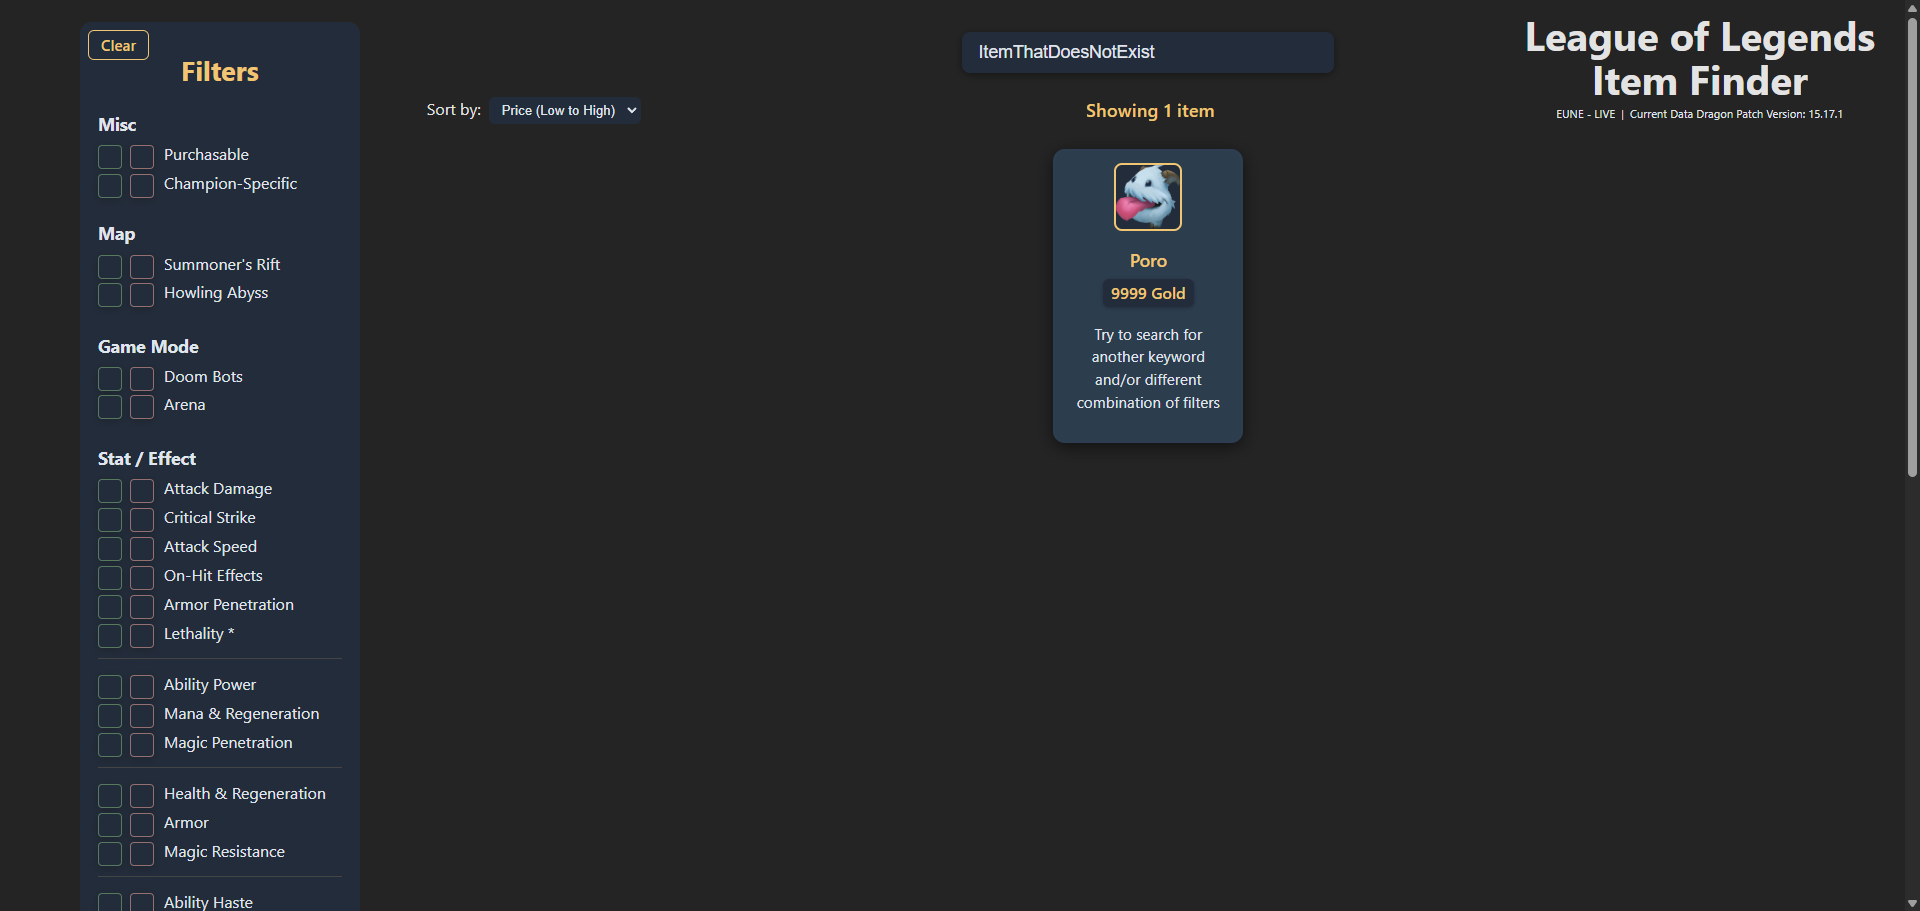 Clear
Filters
Misc
Purchasable
Champion-Specific
Map
Summoner's Rift
Howling Abyss
Game Mode
Doom Bots
Arena
Stat / Effect
Attack Damage
Critical Strike
Attack Speed
On-Hit Effects
Armor Penetration
Lethality *
Ability Power
Mana & Regeneration
Magic Penetration
Health & Regeneration
Armor
Magic Resistance
Ability Haste
ItemThatDoesNotExist
Sort by: Price (Low to High)
Showing 1 item
Poro
9999 Gold
Try to search for
another keyword
and/or different
combination of filters
League of Legends
Item Finder
EUNE - LIVE | Current Data Dragon Patch Version: 15.17.1